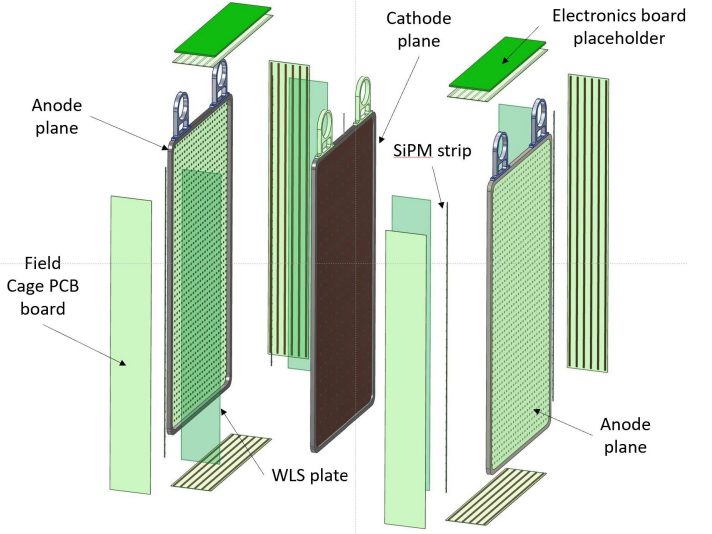 Cathode
plane
Electronics board
placeholder
Anode
plane
SiPM strip
Field
Cage PCB
board
Anode
plane
WLS plate